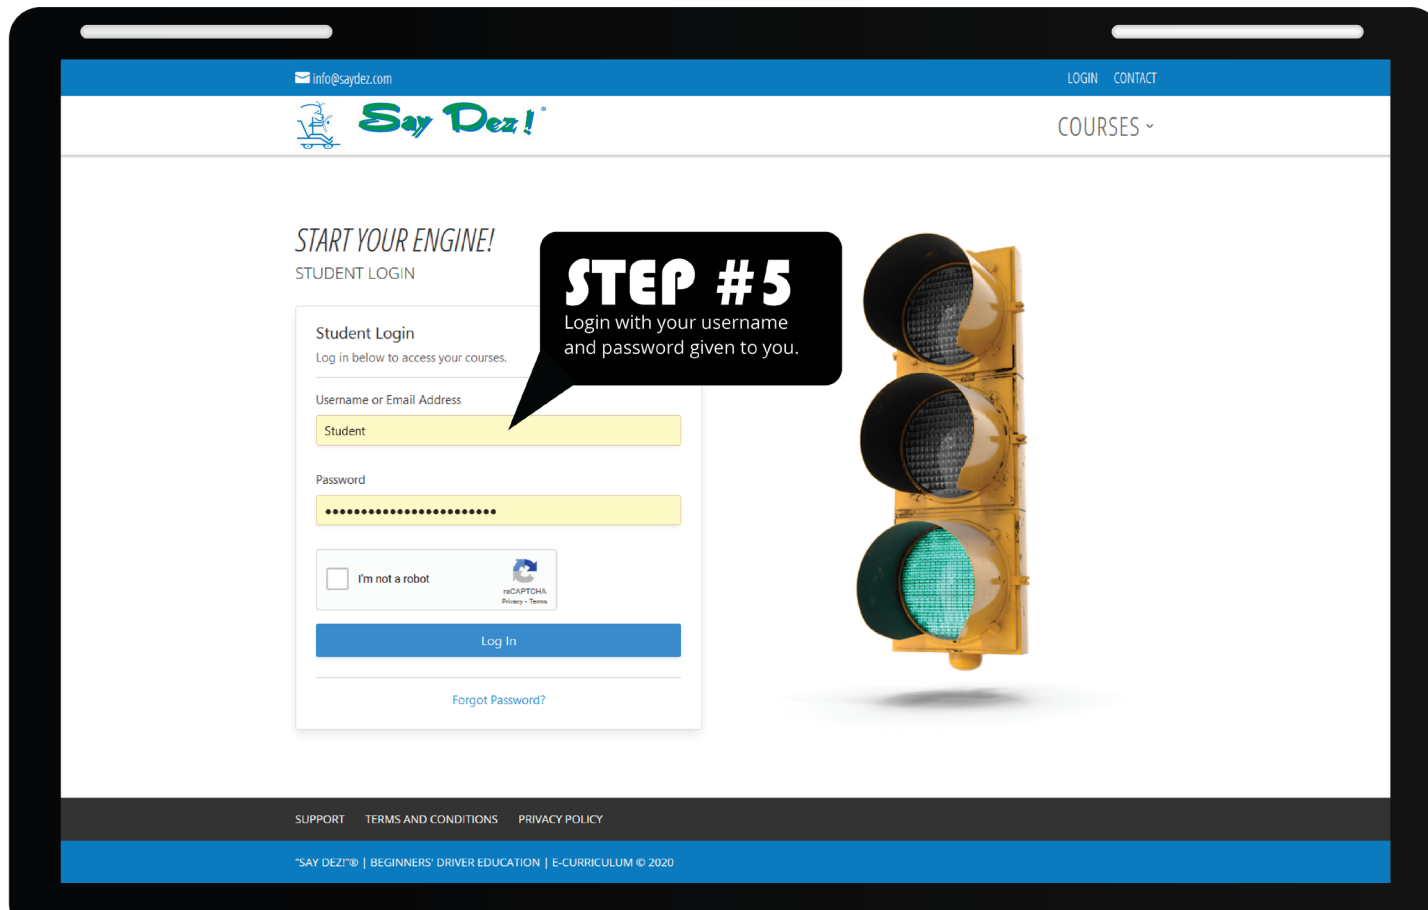 info@saydez.com
LOGIN CONTACT
Say Dez!®
COURSES
START YOUR ENGINE!
STUDENT LOGIN
STEP #5
Login with your username
and password given to you.
Student Login
Log in below to access your courses.
Username or Email Address
Student
Password
I'm not a robot
reCAPTCHA
Privacy - Terms
Log In
Forgot Password?
SUPPORT TERMS AND CONDITIONS PRIVACY POLICY
"SAY DEZ!"® | BEGINNERS' DRIVER EDUCATION | E-CURRICULUM © 2020